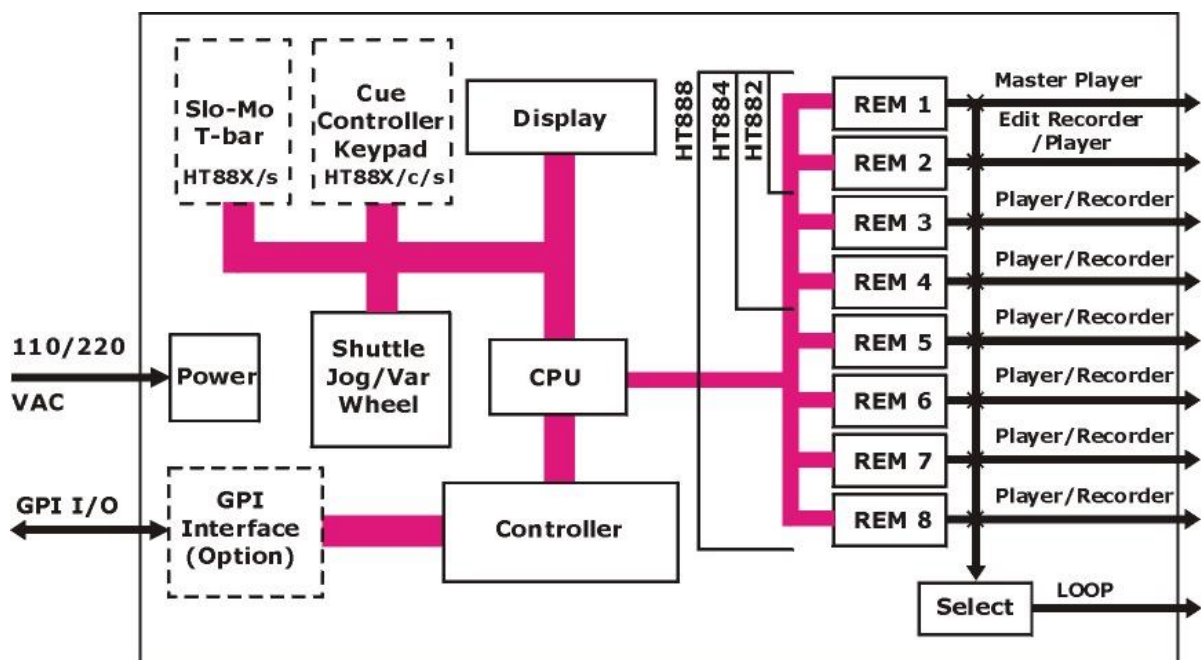 Slo-Mo
T-bar
HT88X/s
Cue
Controller
Keypad
HT88X/c/s
Display
HT888
HT884
HT882
REM 1
Master Player
REM 2
Edit Recorder
/Player
REM 3
Player/Recorder
REM 4
Player/Recorder
REM 5
Player/Recorder
REM 6
Player/Recorder
REM 7
Player/Recorder
REM 8
Player/Recorder
110/220
VAC
Power
Shuttle
Jog/Var
Wheel
CPU
GPI I/O
GPI
Interface
(Option)
Controller
Select
LOOP